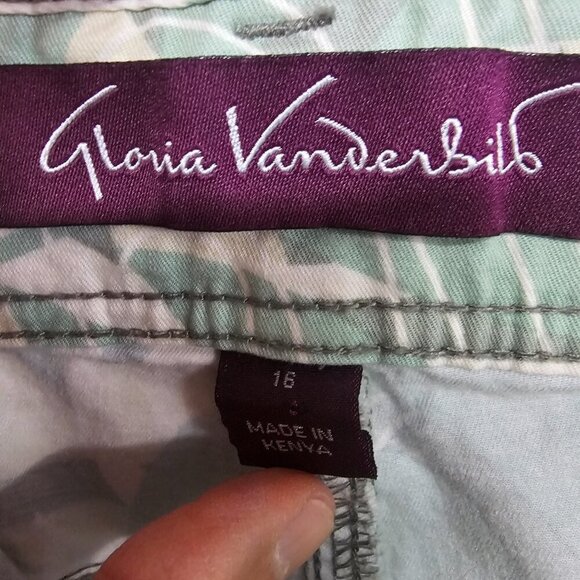 Gloria Vanderbilt
16
MADE IN
KENYA